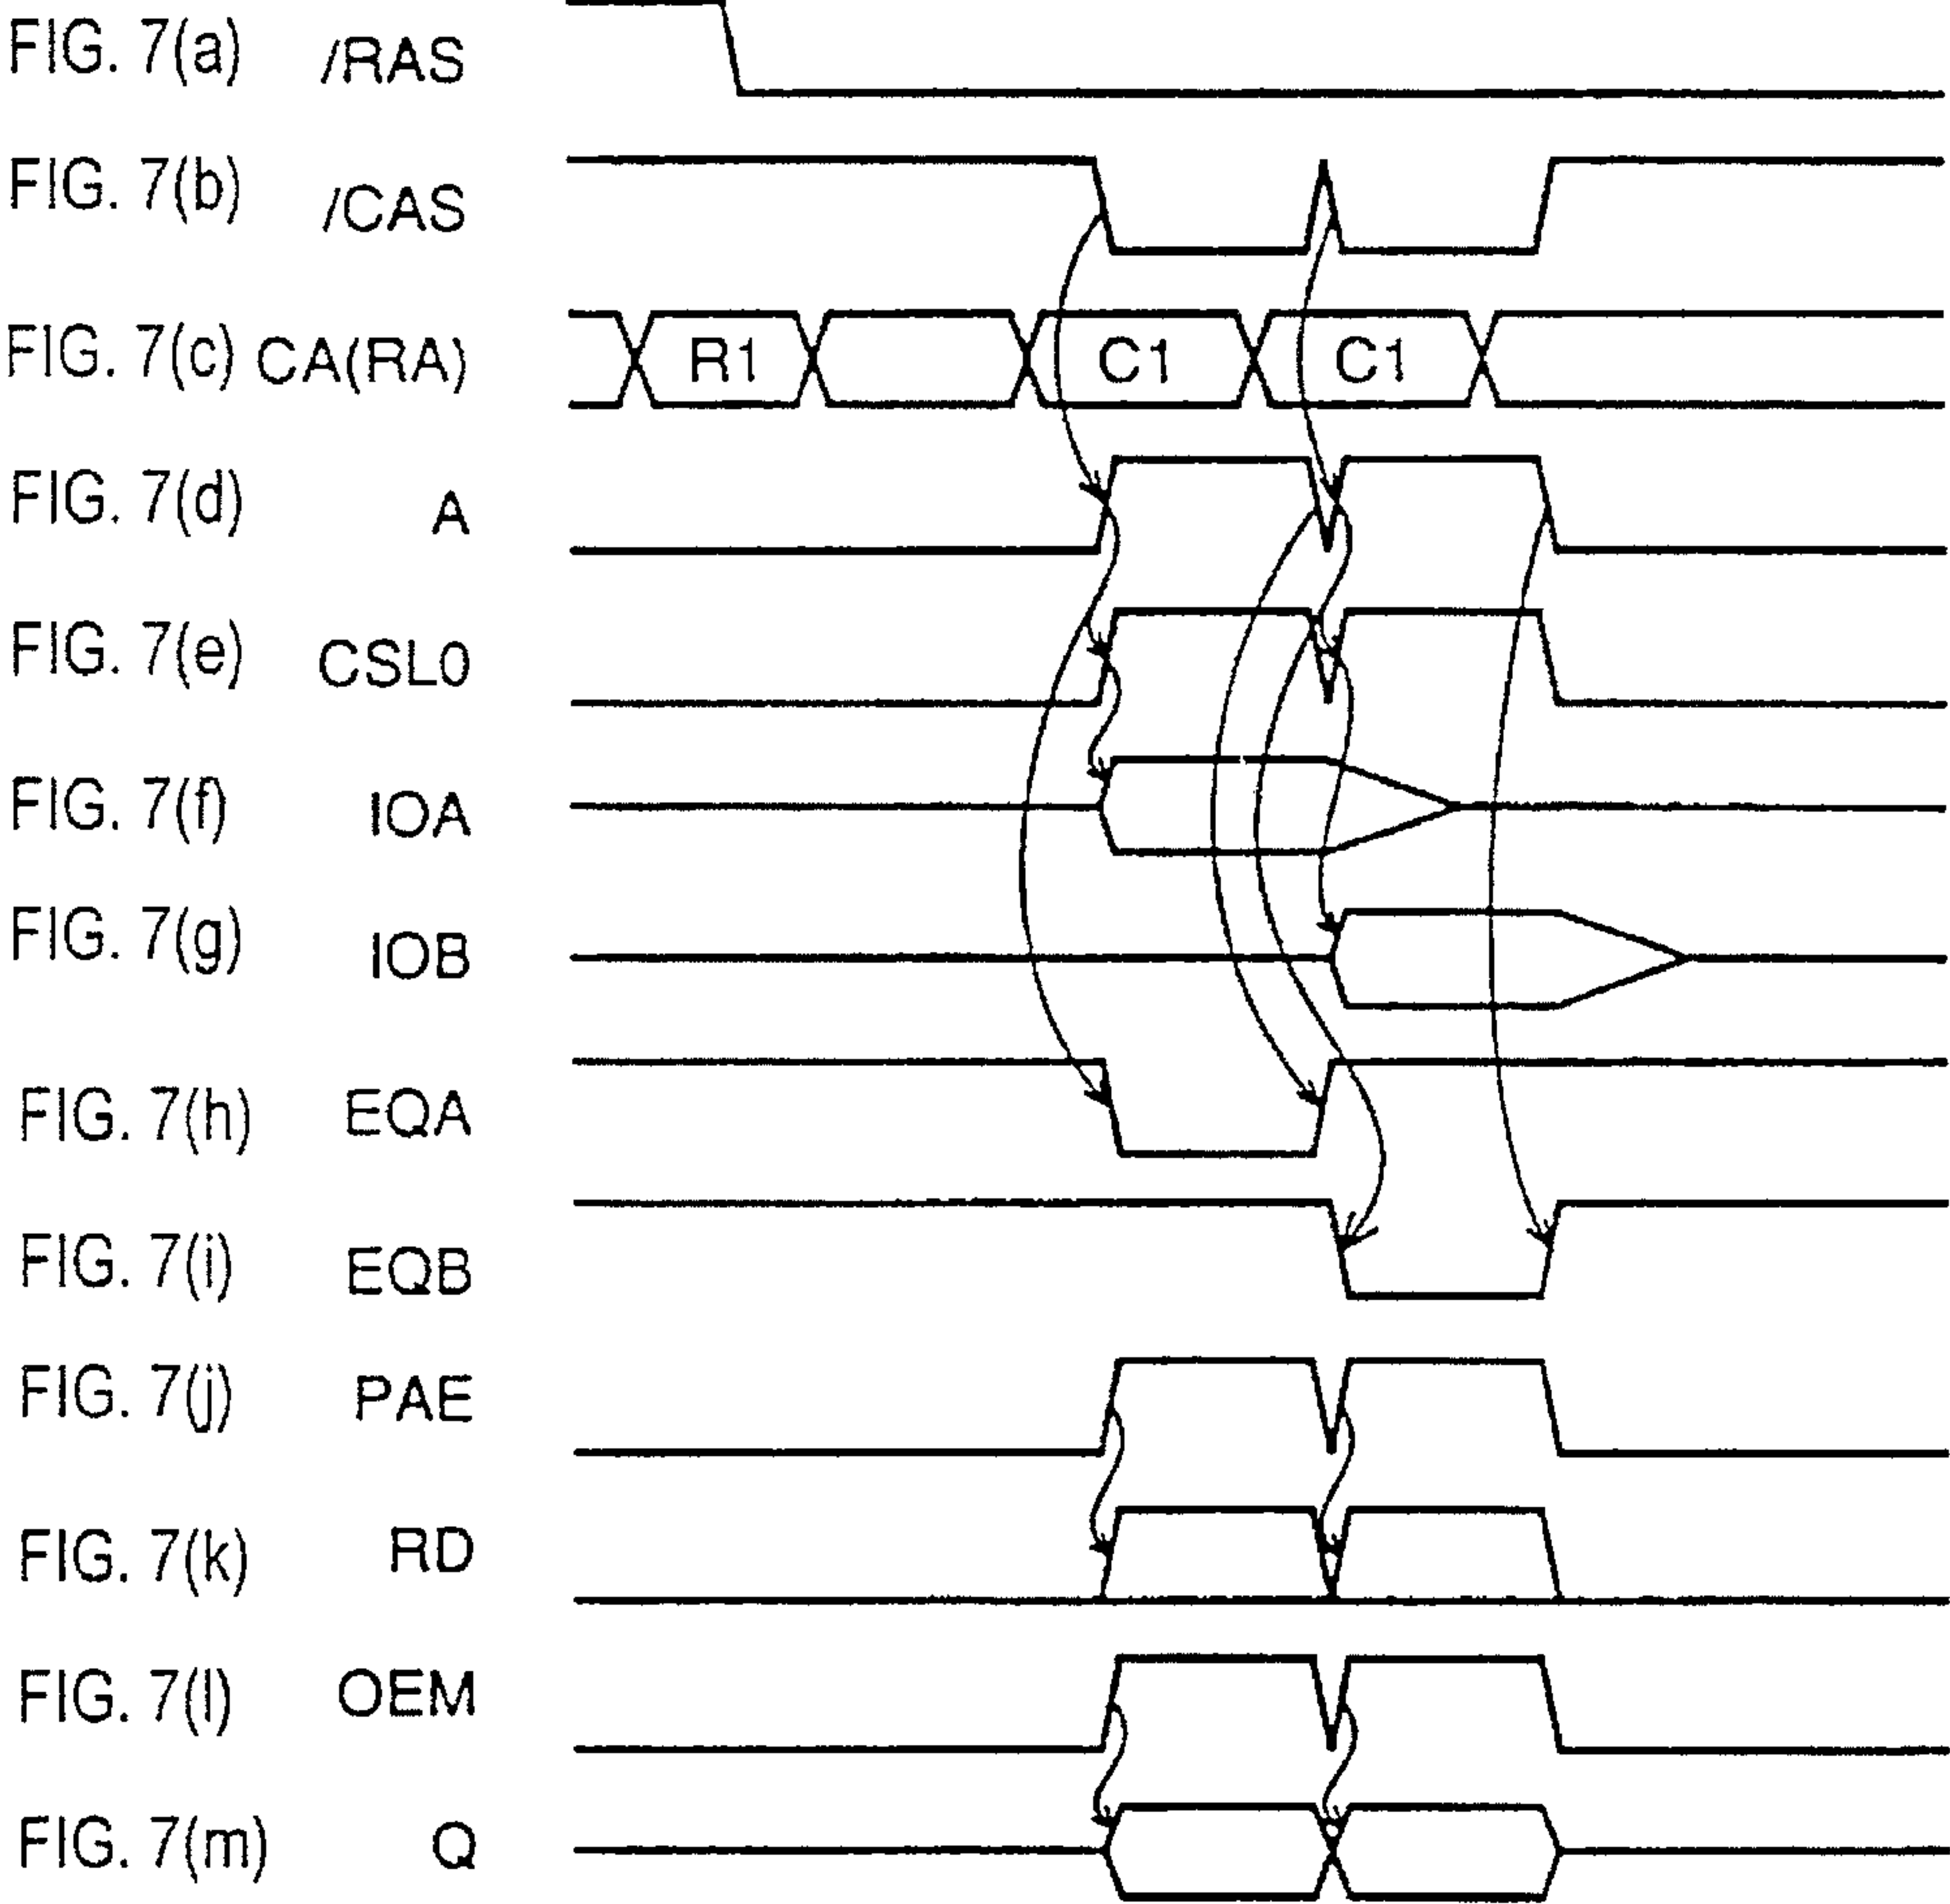 FIG. 7(a) /RAS
FIG. 7(b) /CAS
FIG. 7(c) CA(RA) R1 C1 C1
FIG. 7(d) A
FIG. 7(e) CSL0
FIG. 7(f) IOA
FIG. 7(g) IOB
FIG. 7(h) EQA
FIG. 7(i) EQB
FIG. 7(j) PAE
FIG. 7(k) RD
FIG. 7(l) OEM
FIG. 7(m) Q